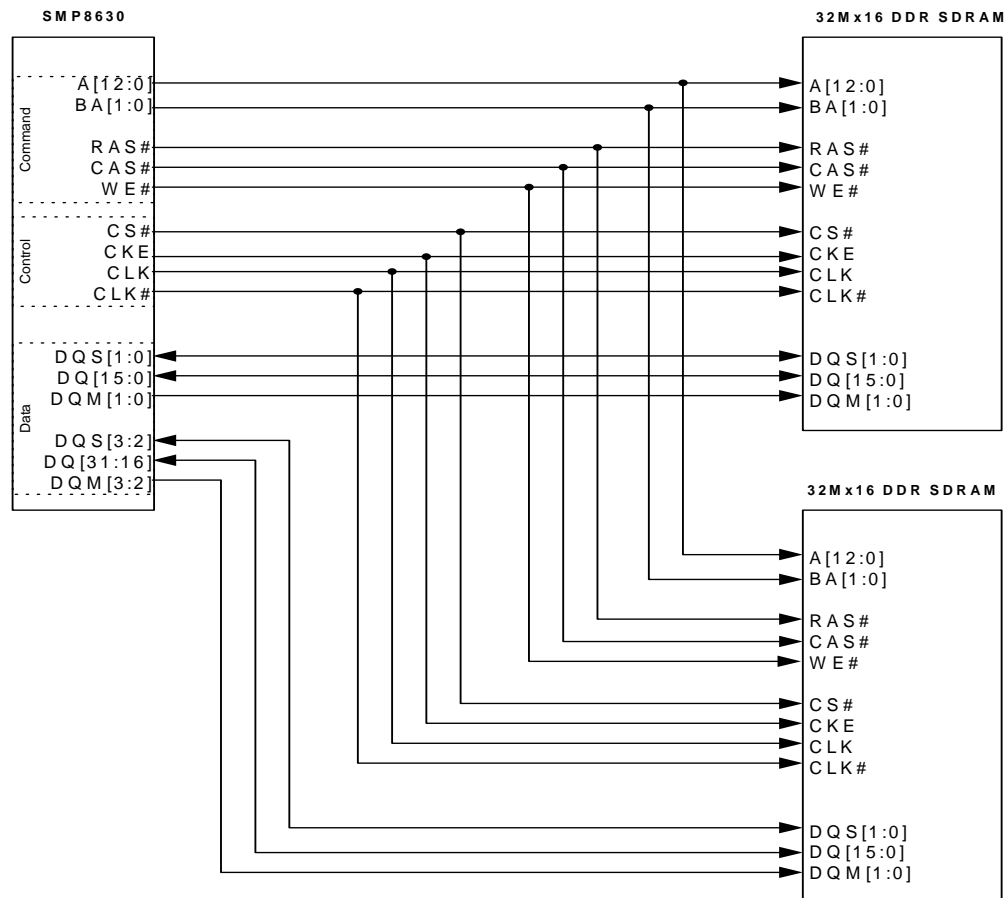 SMP8630
A[12:0]
BA[1:0]
RAS#
CAS#
WE#
Command
CS#
CKE
CLK
CLK#
Control
DQS[1:0]
DQ[15:0]
DQM[1:0]
DQS[3:2]
DQ[31:16]
DQM[3:2]
Data
32Mx16 DDR SDRAM
A[12:0]
BA[1:0]
RAS#
CAS#
WE#
CS#
CKE
CLK
CLK#
DQS[1:0]
DQ[15:0]
DQM[1:0]
32Mx16 DDR SDRAM
A[12:0]
BA[1:0]
RAS#
CAS#
WE#
CS#
CKE
CLK
CLK#
DQS[1:0]
DQ[15:0]
DQM[1:0]